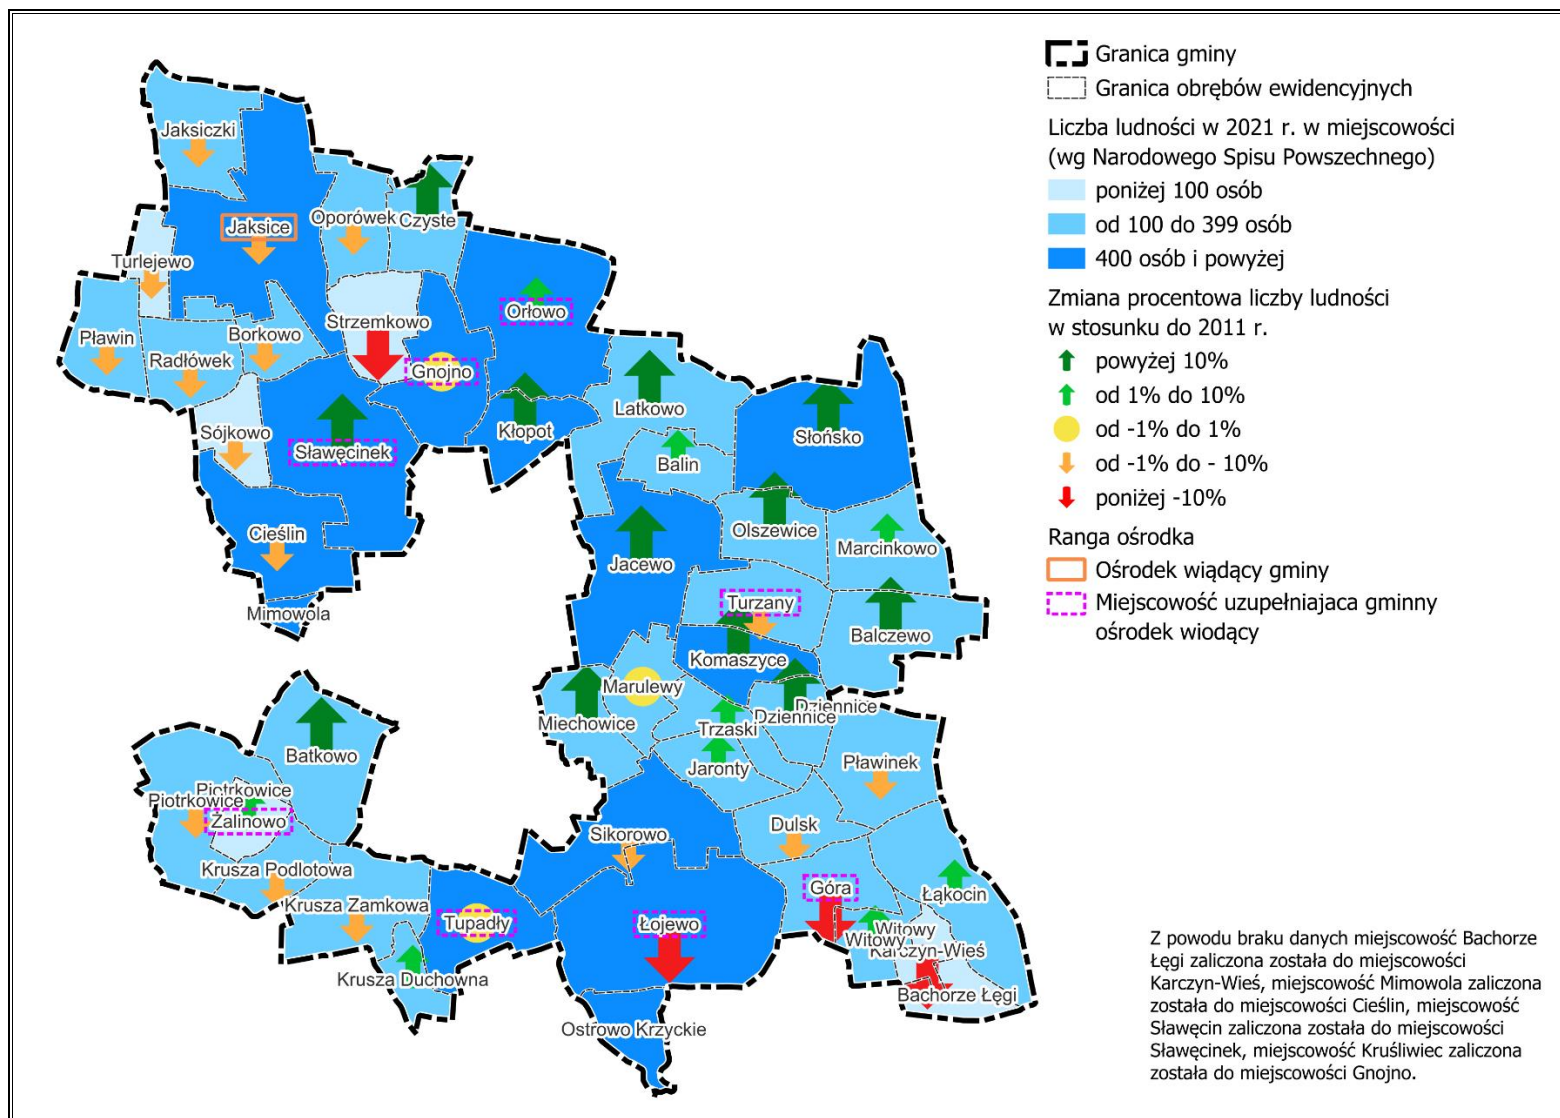 Granica gminy
Granica obrębów ewidencyjnych
Liczba ludności w 2021 r. w miejscowości
(wg Narodowego Spisu Powszechnego)
poniżej 100 osób
od 100 do 399 osób
400 osób i powyżej
Zmiana procentowa liczby ludności
w stosunku do 2011 r.
powyżej 10%
od 1% do 10%
od -1% do 1%
od -1% do - 10%
poniżej -10%
Ranga ośrodka
Ośrodek wiądący gminy
Miejscowość uzupełniajaca gminny
ośrodek wiodący
Jaksiczki
Jaksice
Oporówek
Czyste
Turlejewo
Orłowo
Strzemkowo
Pławin
Borkowo
Radłówek
Gnojno
Latkowo
Kłopot
Sójkowo
Sławęcinek
Słońsko
Balin
Cieślin
Olszewice
Marcinkowo
Jacewo
Mimowola
Turzany
Balczewo
Komaszyce
Marulewy
Dziennice
Dziennice
Miechowice
Trzaski
Batkowo
Jaronty
Pławinek
Piotrkowice
Piotrkowice
Żalinowo
Dulsk
Sikorowo
Krusza Podlotowa
Góra
Łąkocin
Krusza Zamkowa
Tupadły
Łojewo
Witowy
Witowy
Karczyn-Wieś
Krusza Duchowna
Bachorze Łęgi
Ostrowo Krzyckie
Z powodu braku danych miejscowość Bachorze
Łęgi zaliczona została do miejscowości
Karczyn-Wieś, miejscowość Mimowola zaliczona
została do miejscowości Cieślin, miejscowość
Sławęcin zaliczona została do miejscowości
Sławęcinek, miejscowość Kruśliwiec zaliczona
została do miejscowości Gnojno.